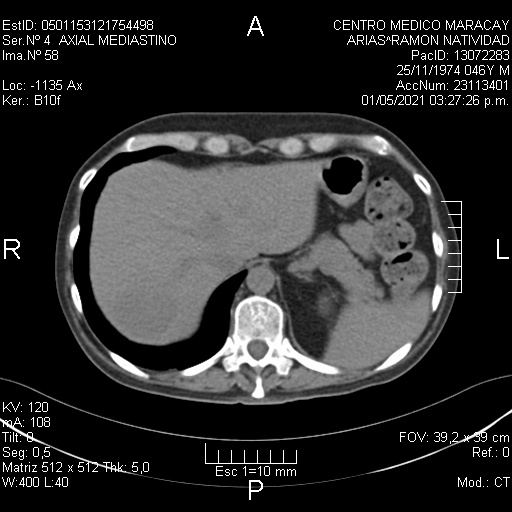 EstID: 0501153121754498
Ser.Nº 4 AXIAL MEDIASTINO
Ima.Nº 58
Loc: -1135 Ax
Ker.: B10f
A
CENTRO MEDICO MARACAY
ARIAS^RAMON NATIVIDAD
PacID: 13072283
25/11/1974 046Y M
AccNum: 23113401
01/05/2021 03:27:26 p.m.
R
L
KV: 120
mA: 108
Tilt: 0
Seg: 0,5
Matriz 512 x 512 Thk: 5,0
W:400 L:40
Esc 1=10 mm
P
FOV: 39,2 x 39 cm
Ref.: 0
Mod.: CT